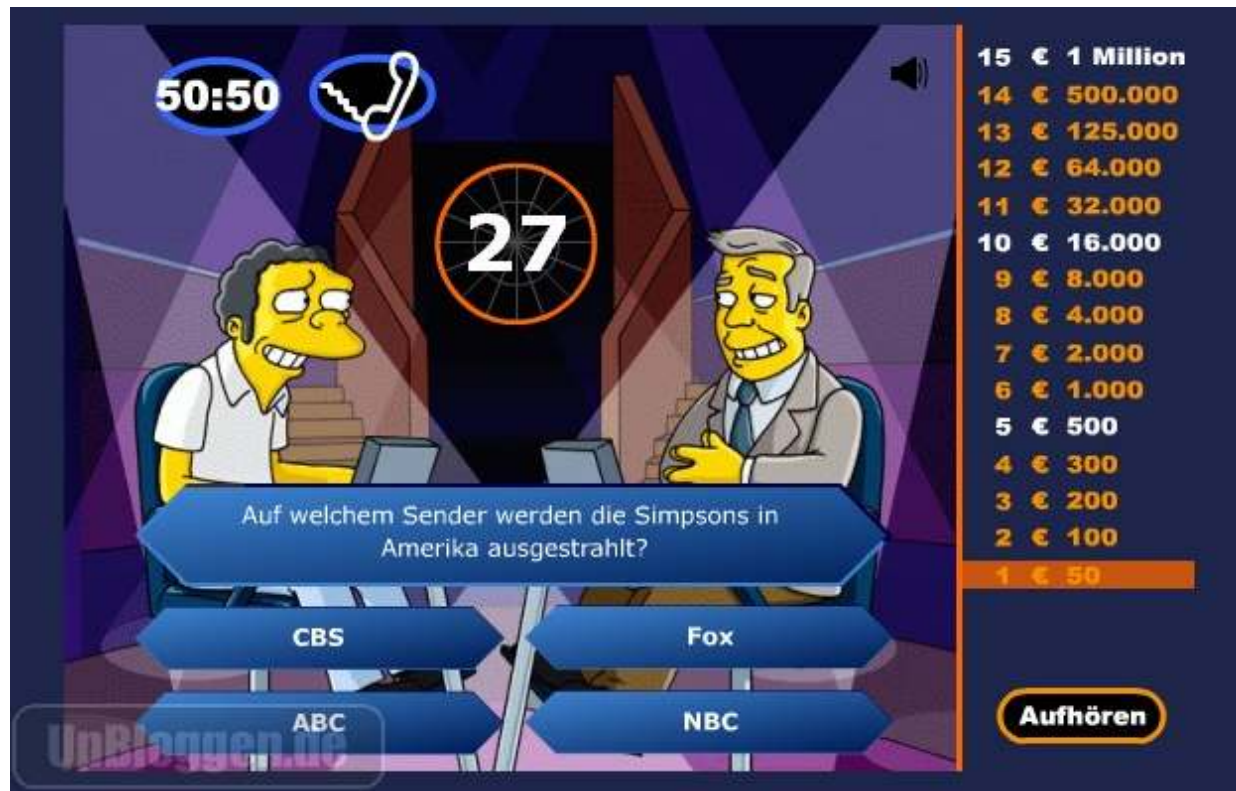 50:50
27
Auf welchem Sender werden die Simpsons in
Amerika ausgestrahlt?
CBS
Fox
ABC
NBC
15 € 1 Million
14 € 500.000
13 € 125.000
12 € 64.000
11 € 32.000
10 € 16.000
9 € 8.000
8 € 4.000
7 € 2.000
6 € 1.000
5 € 500
4 € 300
3 € 200
2 € 100
1 € 50
Aufhören
UpBloggen.de